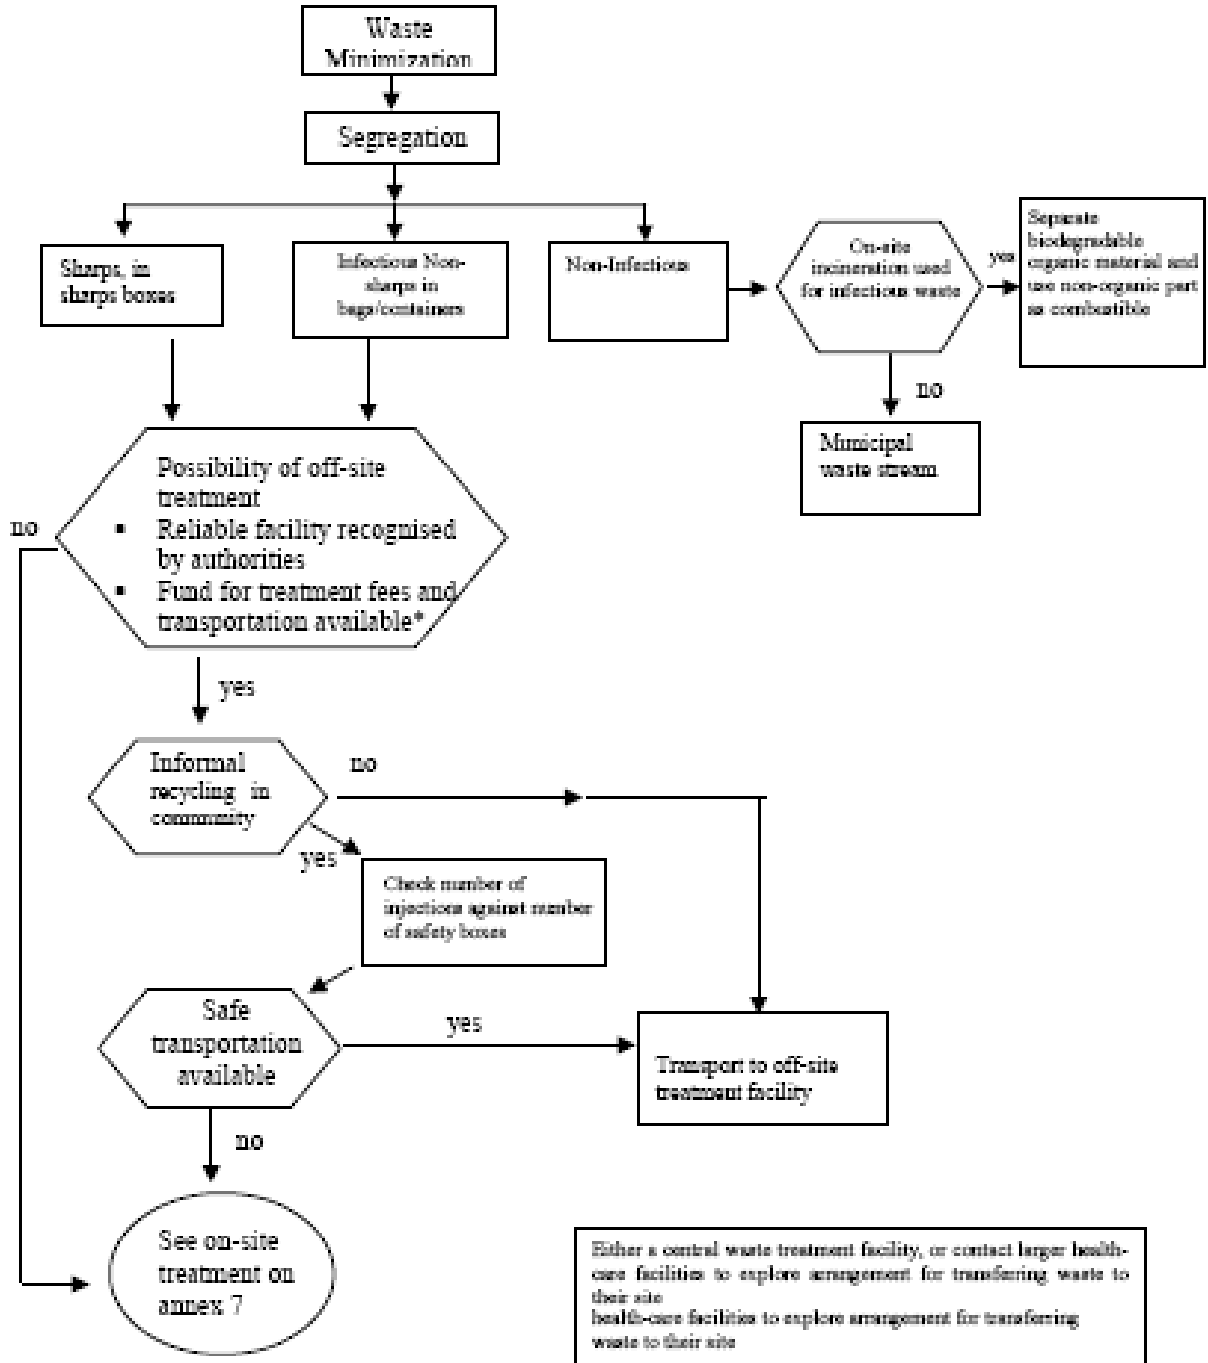 Waste
Minimization
Segregation
Sharps, in
sharps boxes
Infectious Non-
sharps in
bags/containers
Non-Infectious
On-site
incineration used
for infectious waste
yes
Separate
biodegradable
organic material and
use non-organic part
as combustible
no
Municipal
waste stream
Possibility of off-site
treatment
▪ Reliable facility recognised
by authorities
▪ Fund for treatment fees and
transportation available*
no
yes
Informal
recycling in
community
no
yes
Check number of
injections against number
of safety boxes
Safe
transportation
available
yes
Transport to off-site
treatment facility
no
See on-site
treatment on
annex 7
Either a central waste treatment facility, or contact larger health-
care facilities to explore arrangement for transferring waste to
their site
health-care facilities to explore arrangement for transferring
waste to their site